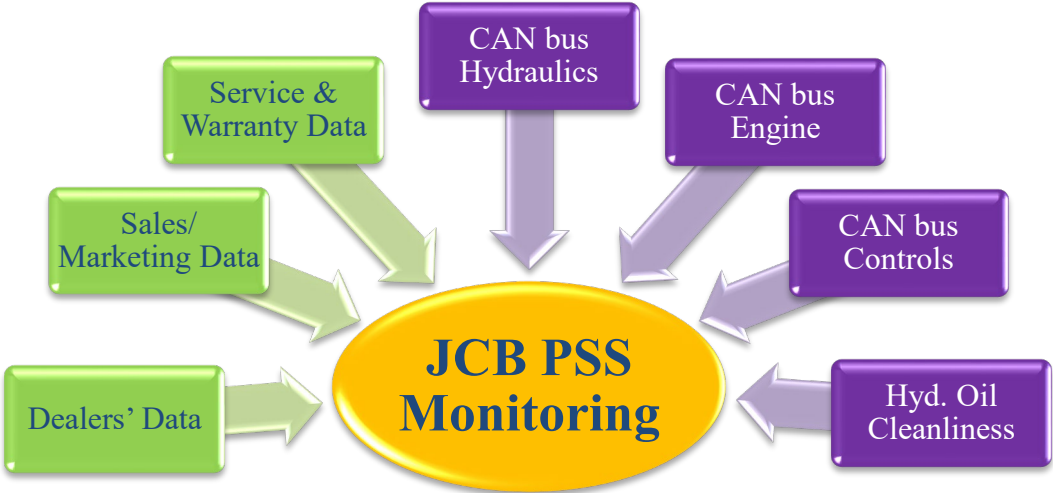 CAN bus
Hydraulics
Service &
Warranty Data
CAN bus
Engine
Sales/
Marketing Data
CAN bus
Controls
JCB PSS
Monitoring
Dealers’ Data
Hyd. Oil
Cleanliness